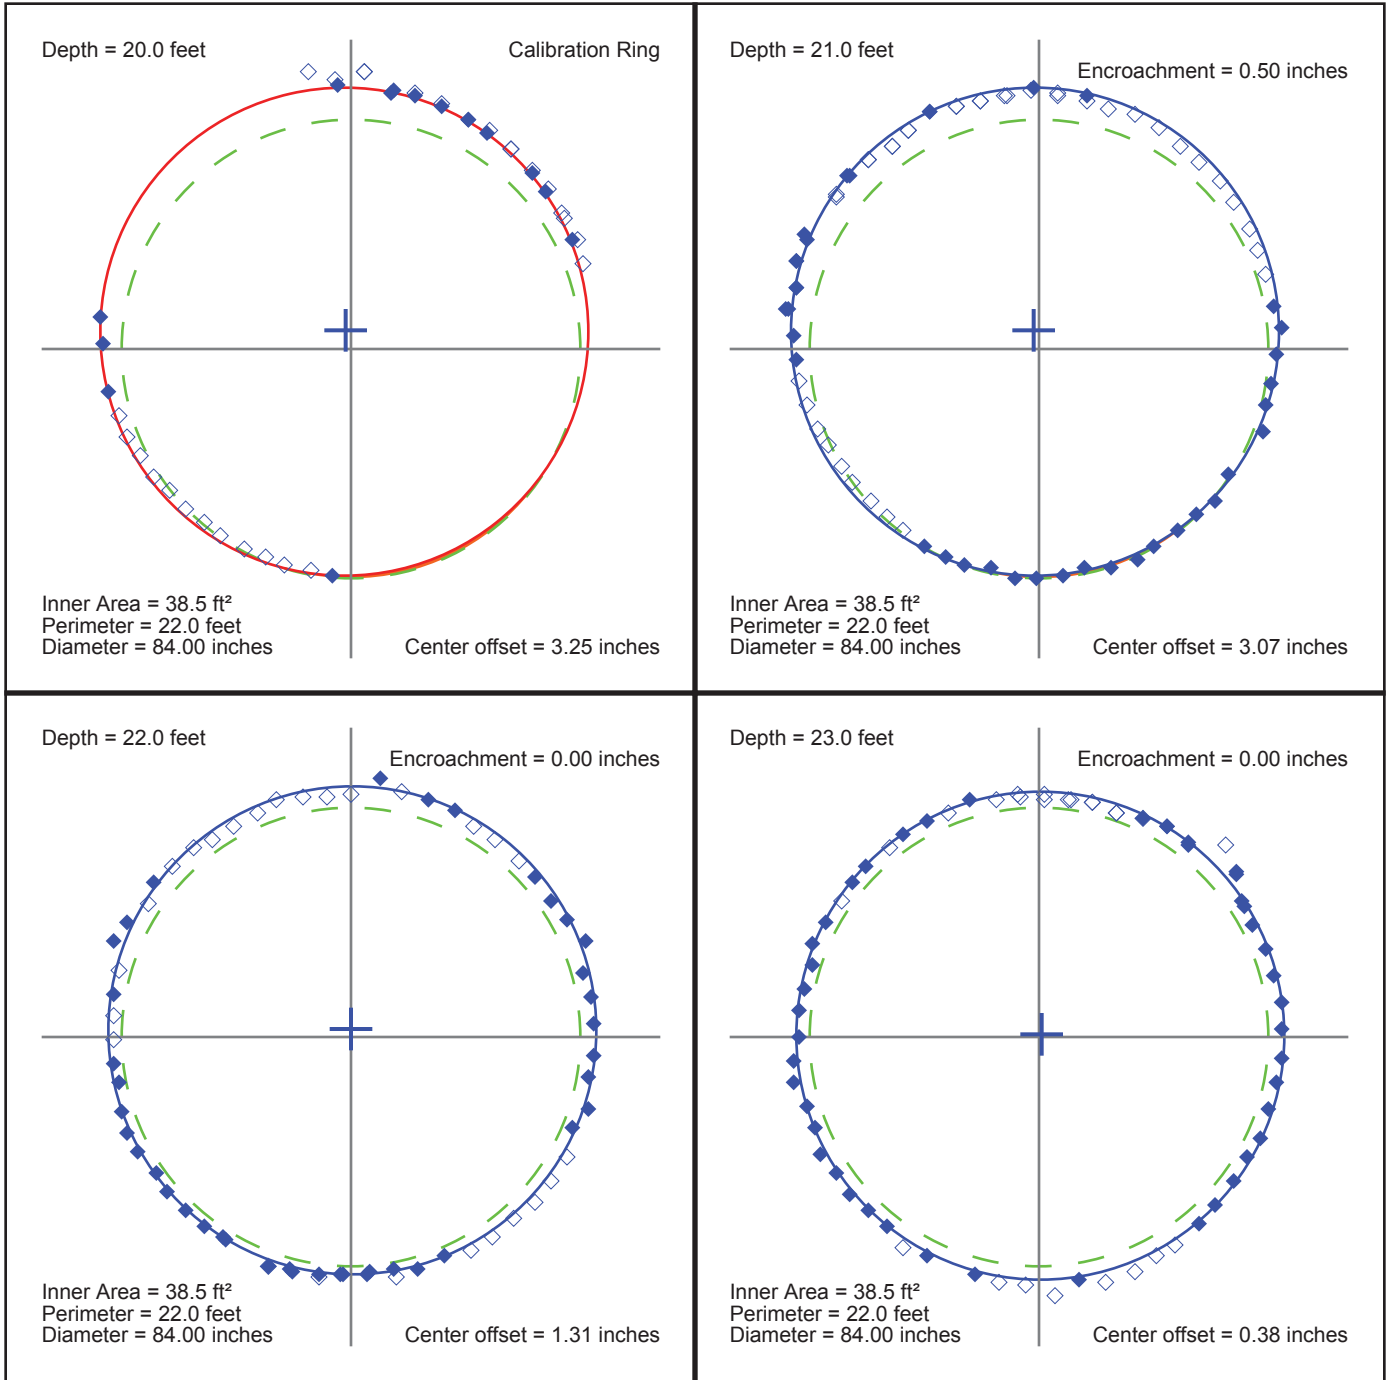 Depth = 20.0 feet
Calibration Ring
Inner Area = 38.5 ft²
Perimeter = 22.0 feet
Diameter = 84.00 inches
Center offset = 3.25 inches
Depth = 21.0 feet
Encroachment = 0.50 inches
Inner Area = 38.5 ft²
Perimeter = 22.0 feet
Diameter = 84.00 inches
Center offset = 3.07 inches
Depth = 22.0 feet
Encroachment = 0.00 inches
Inner Area = 38.5 ft²
Perimeter = 22.0 feet
Diameter = 84.00 inches
Center offset = 1.31 inches
Depth = 23.0 feet
Encroachment = 0.00 inches
Inner Area = 38.5 ft²
Perimeter = 22.0 feet
Diameter = 84.00 inches
Center offset = 0.38 inches